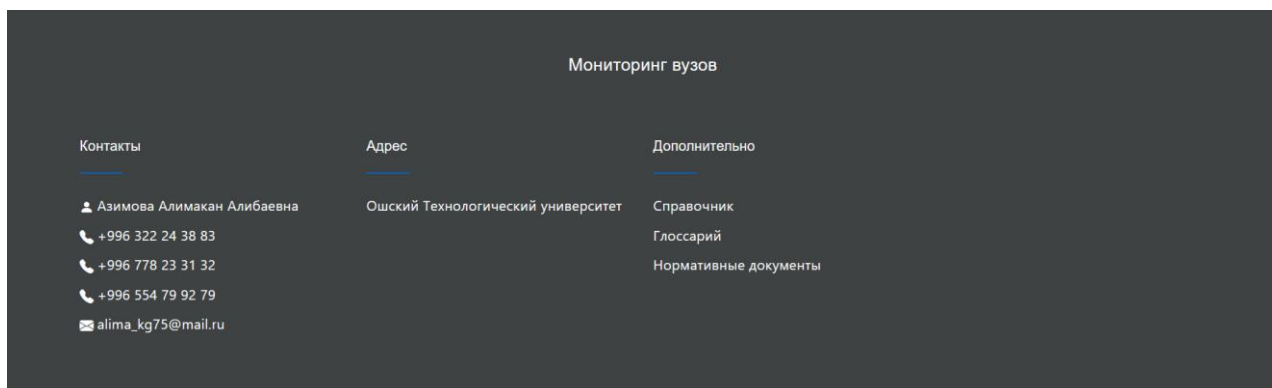 Мониторинг вузов
Контакты
Азимова Алимакан Алибаевна
+996 322 24 38 83
+996 778 23 31 32
+996 554 79 92 79
alima_kg75@mail.ru
Адрес
Ошский Технологический университет
Дополнительно
Справочник
Глоссарий
Нормативные документы